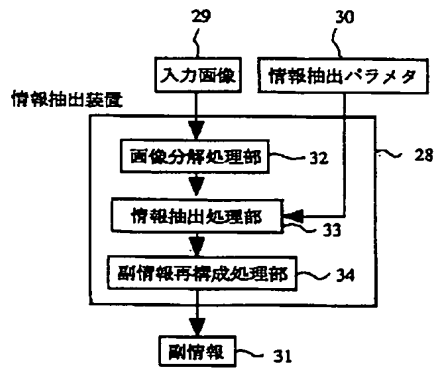 29
30
入力画像
情報抽出パラメタ
情報抽出装置
画像分解処理部
32
28
情報抽出処理部
33
副情報再構成処理部
34
副情報
31